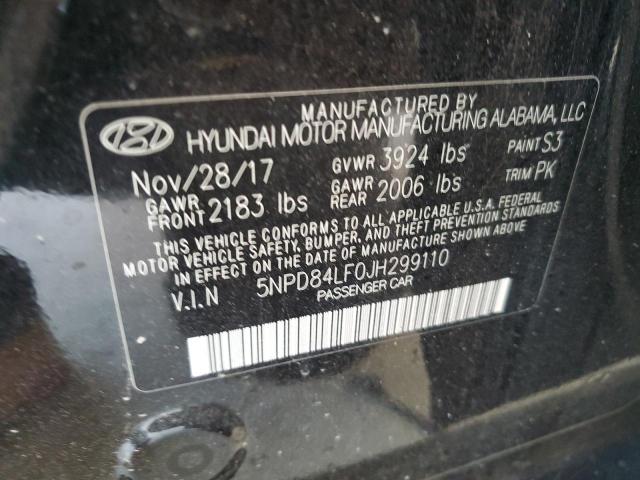 MANUFACTURED BY
HYUNDAI MOTOR MANUFACTURING ALABAMA, LLC
Nov/28/17 GVWR 3924 lbs PAINT S3
GAWR FRONT 2183 lbs GAWR REAR 2006 lbs TRIM PK
THIS VEHICLE CONFORMS TO ALL APPLICABLE U.S.A. FEDERAL
MOTOR VEHICLE SAFETY, BUMPER, AND THEFT PREVENTION STANDARDS
IN EFFECT ON THE DATE OF MANUFACTURE SHOWN ABOVE
V.I.N 5NPD84LF0JH299110
PASSENGER CAR